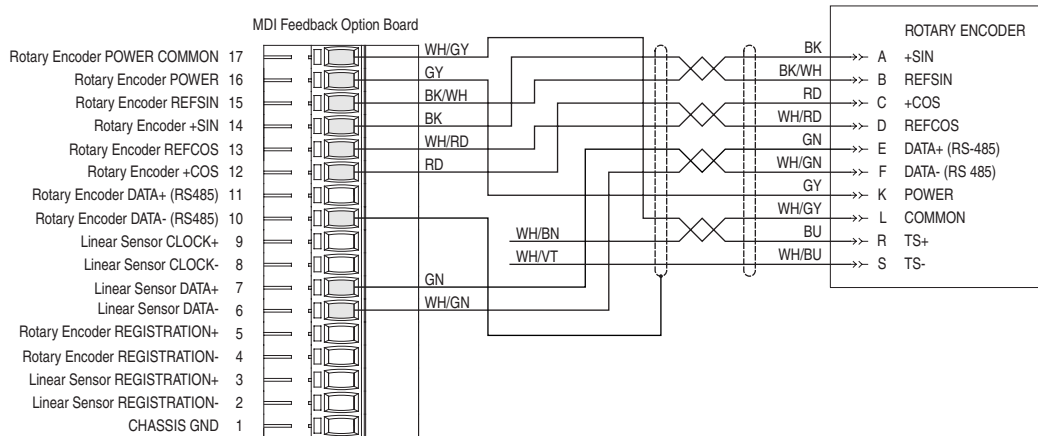 MDI Feedback Option Board
Rotary Encoder POWER COMMON 17
Rotary Encoder POWER 16
Rotary Encoder REFSIN 15
Rotary Encoder +SIN 14
Rotary Encoder REFCOS 13
Rotary Encoder +COS 12
Rotary Encoder DATA+ (RS485) 11
Rotary Encoder DATA- (RS485) 10
Linear Sensor CLOCK+ 9
Linear Sensor CLOCK- 8
Linear Sensor DATA+ 7
Linear Sensor DATA- 6
Rotary Encoder REGISTRATION+ 5
Rotary Encoder REGISTRATION- 4
Linear Sensor REGISTRATION+ 3
Linear Sensor REGISTRATION- 2
CHASSIS GND 1
WH/GY
GY
BK/WH
BK
WH/RD
RD
GN
WH/GN
WH/BN
WH/VT
ROTARY ENCODER
BK A +SIN
BK/WH B REFSIN
RD C +COS
WH/RD D REFCOS
GN E DATA+ (RS-485)
WH/GN F DATA- (RS 485)
GY K POWER
WH/GY L COMMON
BU R TS+
WH/BU S TS-